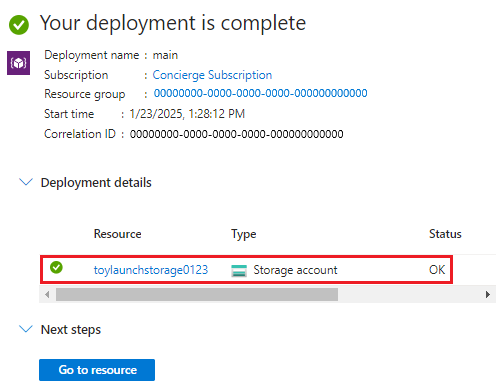 Your deployment is complete
Deployment name : main
Subscription : Concierge Subscription
Resource group : 00000000-0000-0000-0000-000000000000
Start time : 1/23/2025, 1:28:12 PM
Correlation ID : 00000000-0000-0000-0000-000000000000
Deployment details
Resource Type Status
toylaunchstorage0123 Storage account OK
Next steps
Go to resource